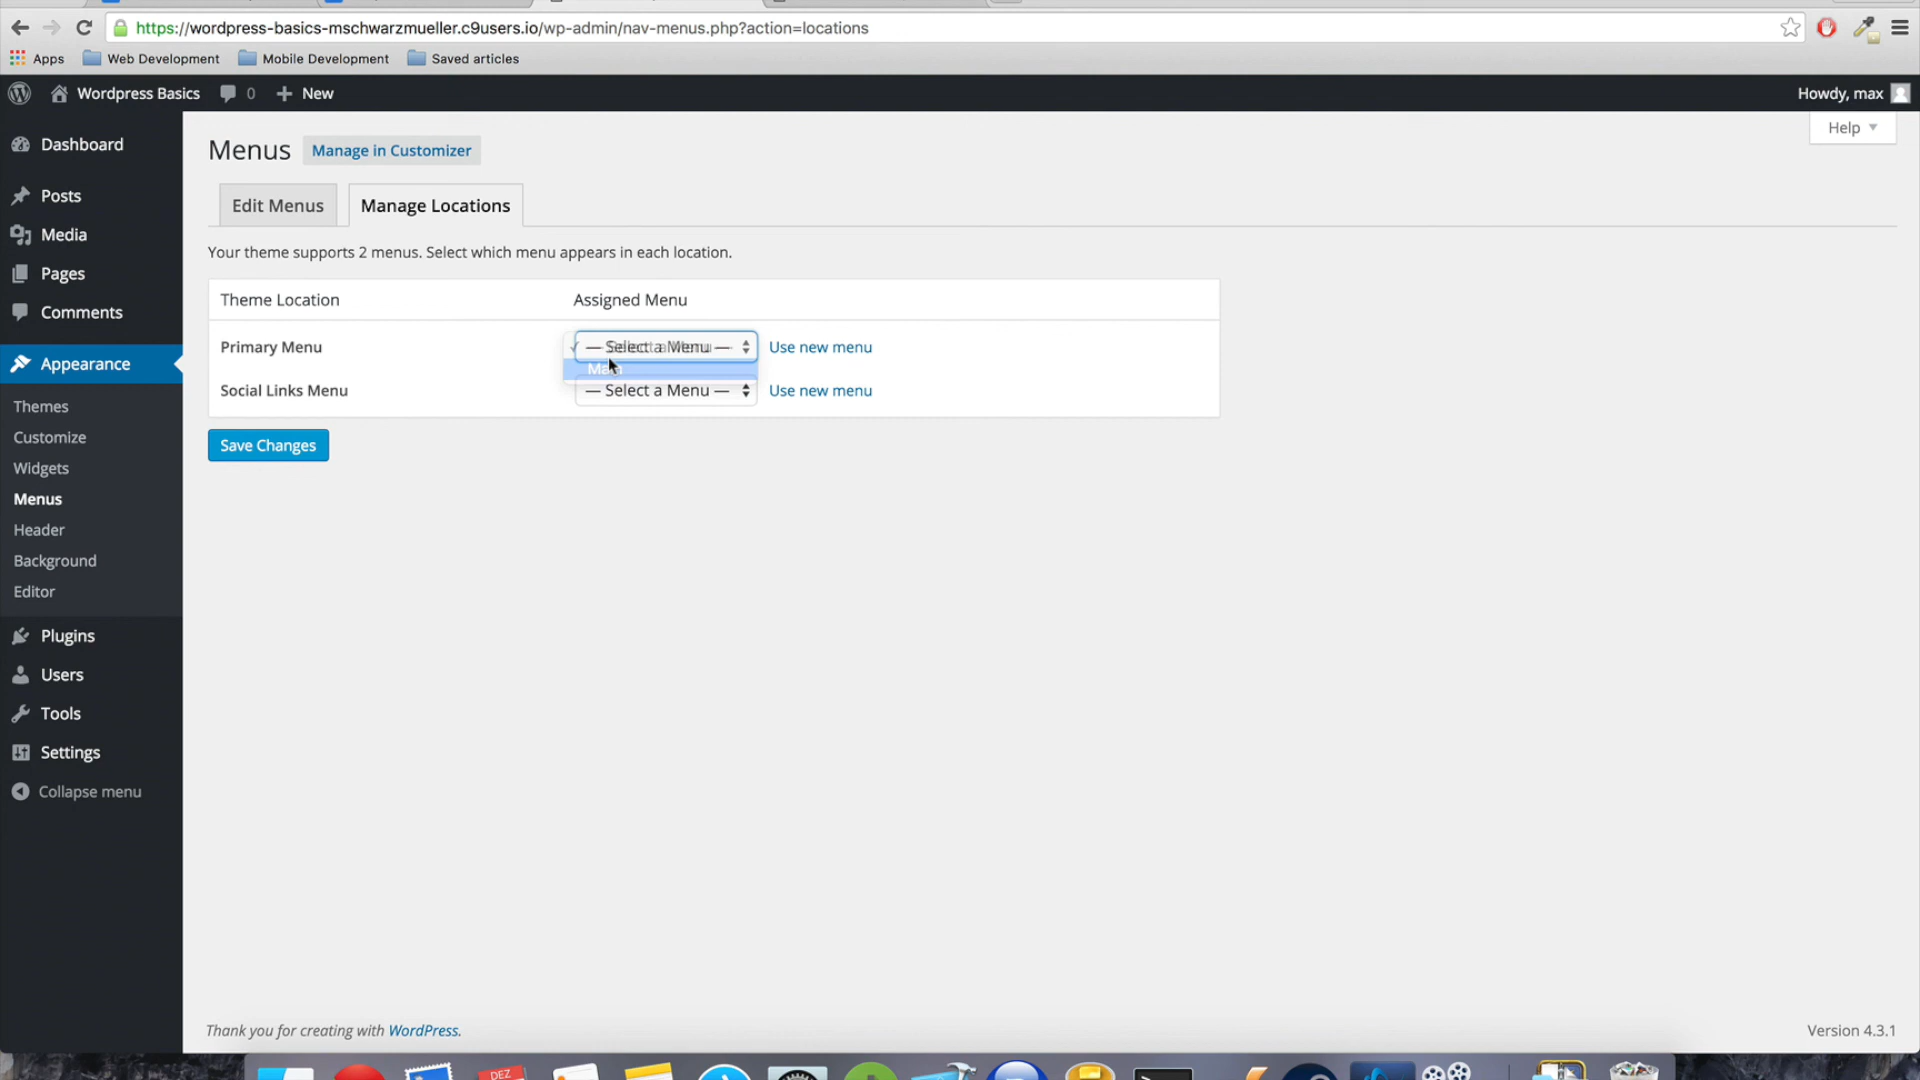 https://wordpress-basics-mschwarzmueller.c9users.io/wp-admin/nav-menus.php?action=locations
Apps Web Development Mobile Development Saved articles
Wordpress Basics 0 + New Howdy, max
Help
Dashboard
Posts
Media
Pages
Comments
Appearance
Themes
Customize
Widgets
Menus
Header
Background
Editor
Plugins
Users
Tools
Settings
Collapse menu
Menus Manage in Customizer
Edit Menus Manage Locations
Your theme supports 2 menus. Select which menu appears in each location.
Theme Location Assigned Menu
Primary Menu — Select a Menu — Use new menu
Main
Social Links Menu — Select a Menu — Use new menu
Save Changes
Thank you for creating with WordPress. Version 4.3.1
DEZ